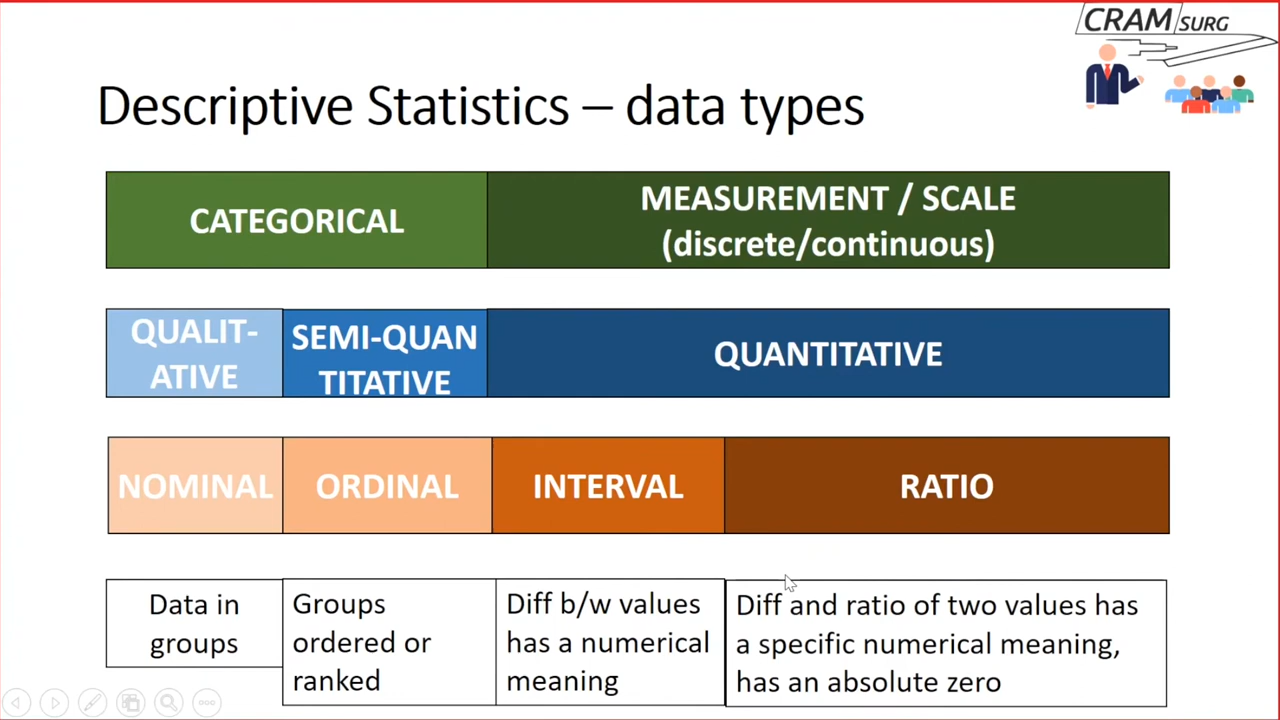 CRAM SURG
Descriptive Statistics – data types
CATEGORICAL
MEASUREMENT / SCALE
(discrete/continuous)
QUALIT-
ATIVE
SEMI-QUAN
TITATIVE
QUANTITATIVE
NOMINAL
ORDINAL
INTERVAL
RATIO
Data in
groups
Groups
ordered or
ranked
Diff b/w values
has a numerical
meaning
Diff and ratio of two values has
a specific numerical meaning,
has an absolute zero